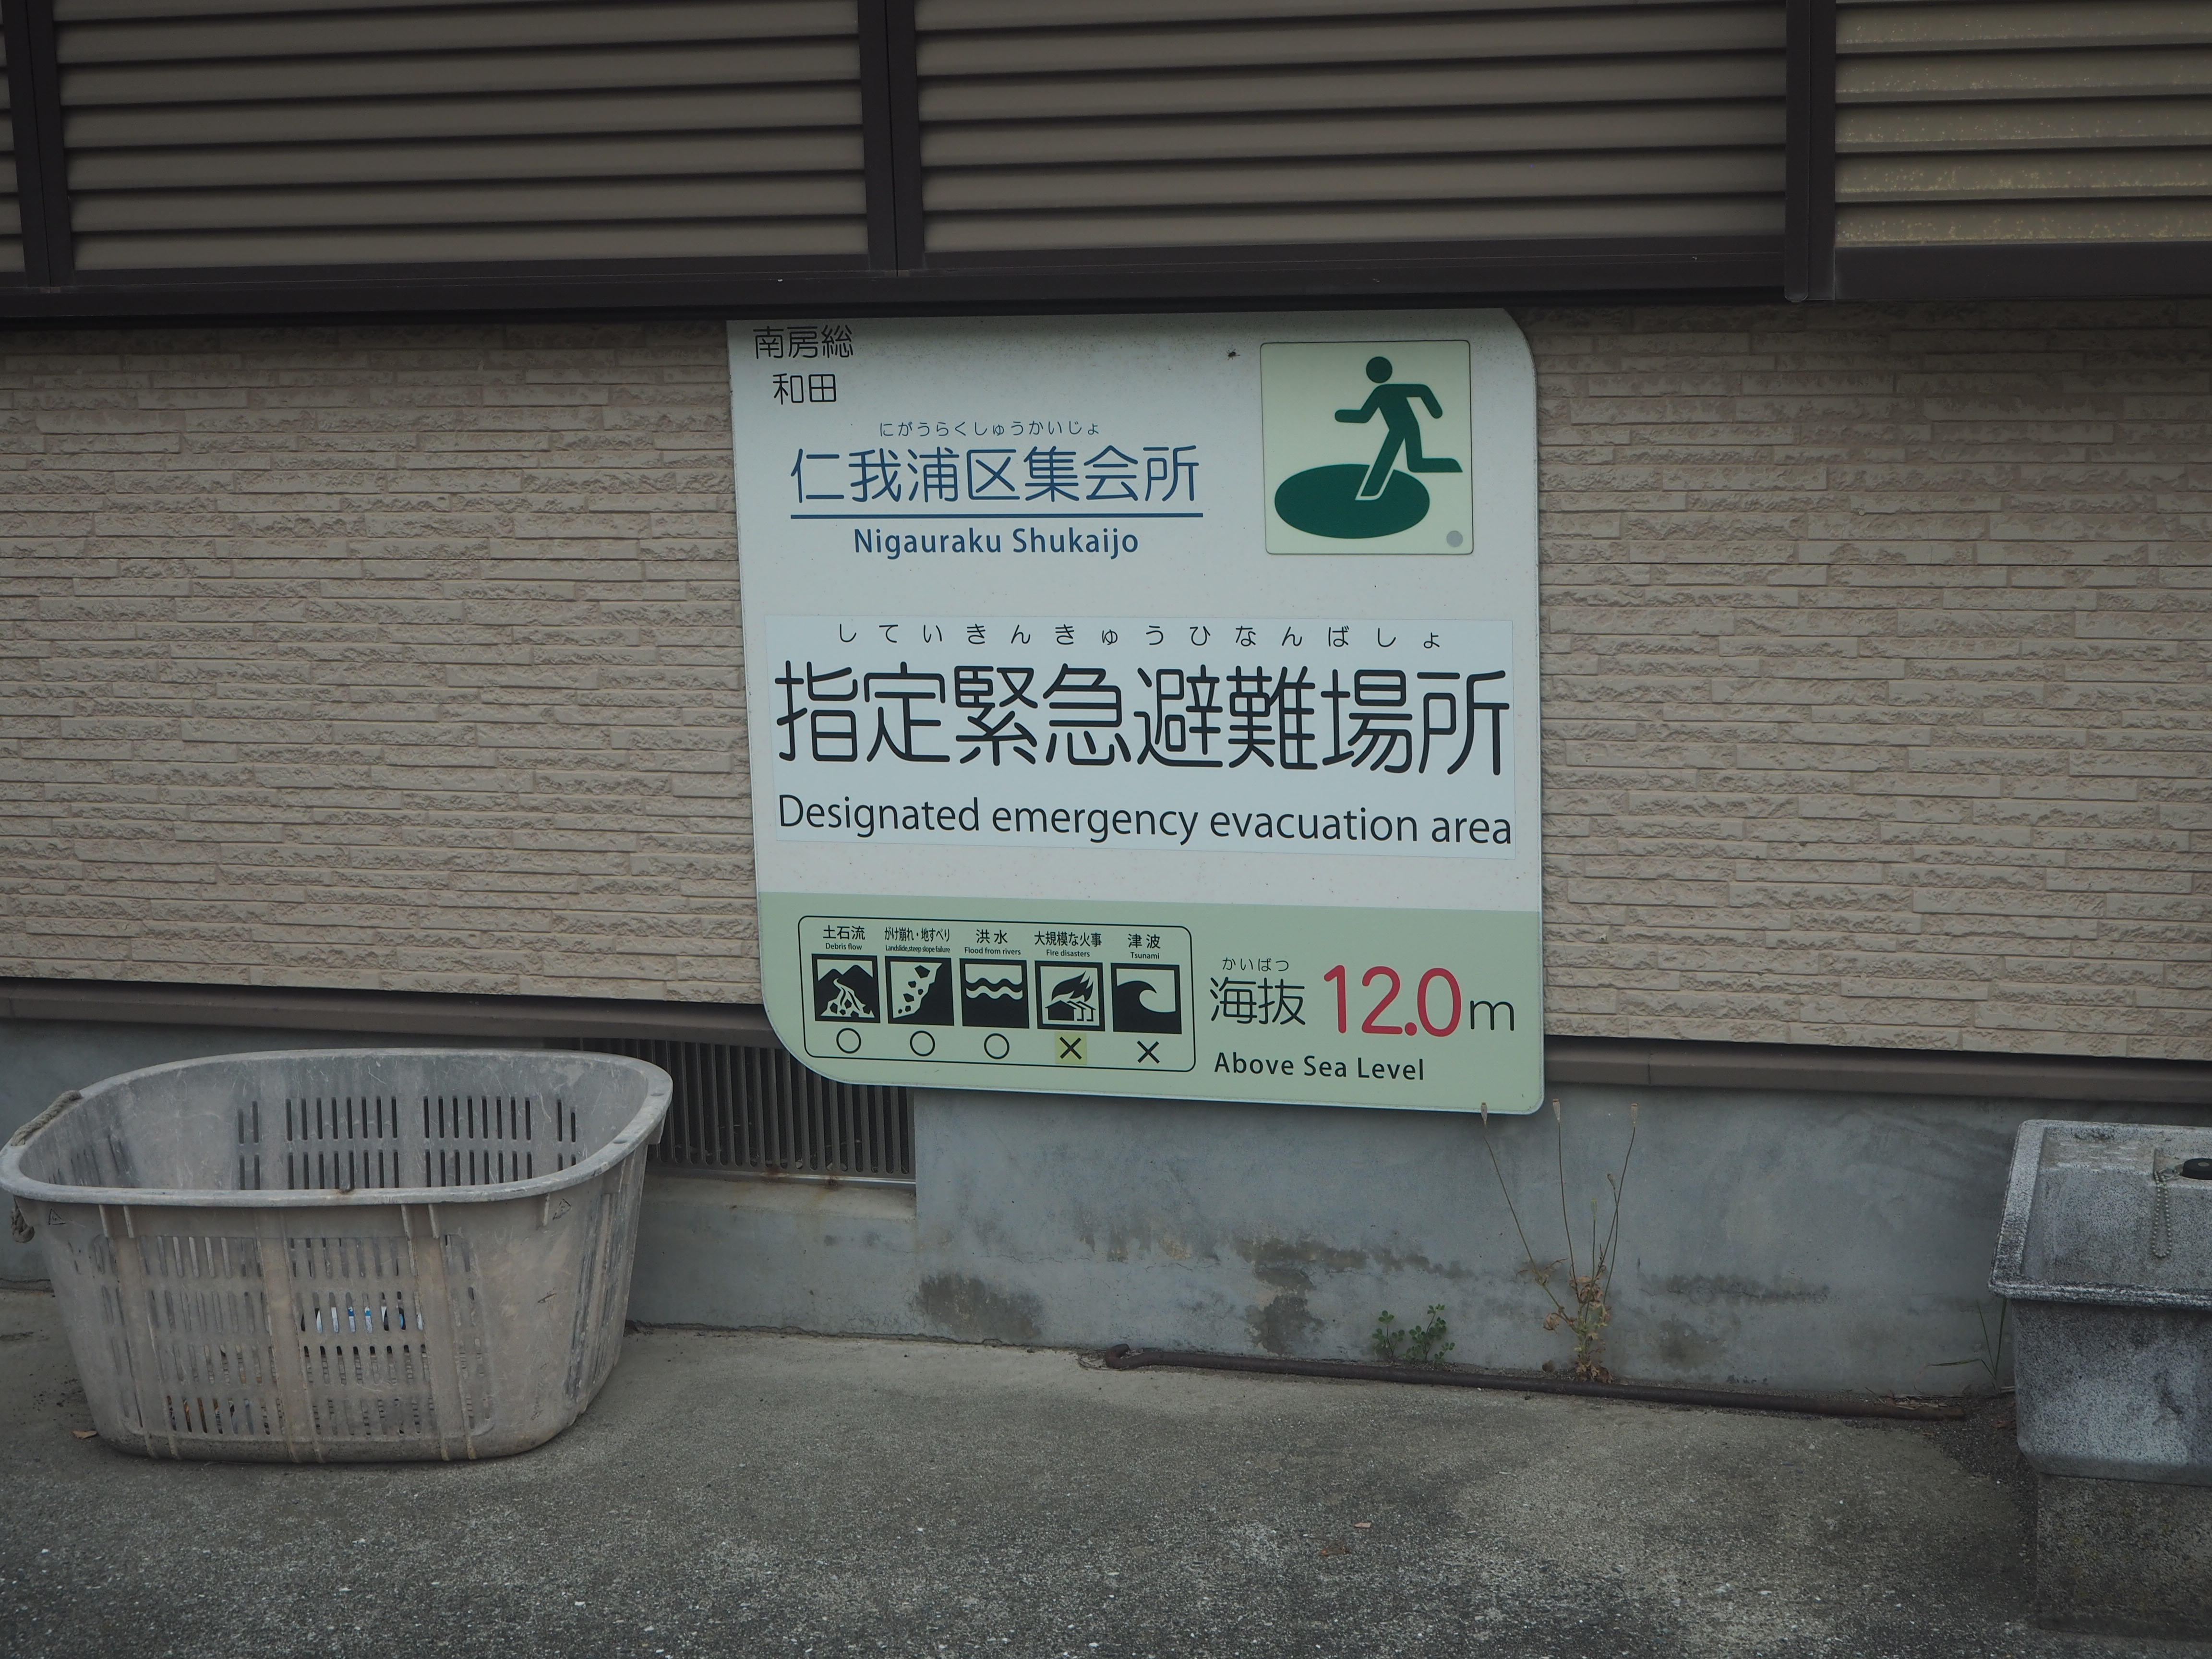 南房総
和田
にがうらくしゅうかいじょ
仁我浦区集会所
Nigauraku Shukaijo
していきんきゅうひなんばしょ
指定緊急避難場所
Designated emergency evacuation area
土石流 がけ崩れ・地すべり 洪水 大規模な火事 津波
Debris flow Landslide,steep slope failure Flood from rivers Fire disasters Tsunami
○ ○ ○ × ×
かいばつ
海抜 12.0m
Above Sea Level